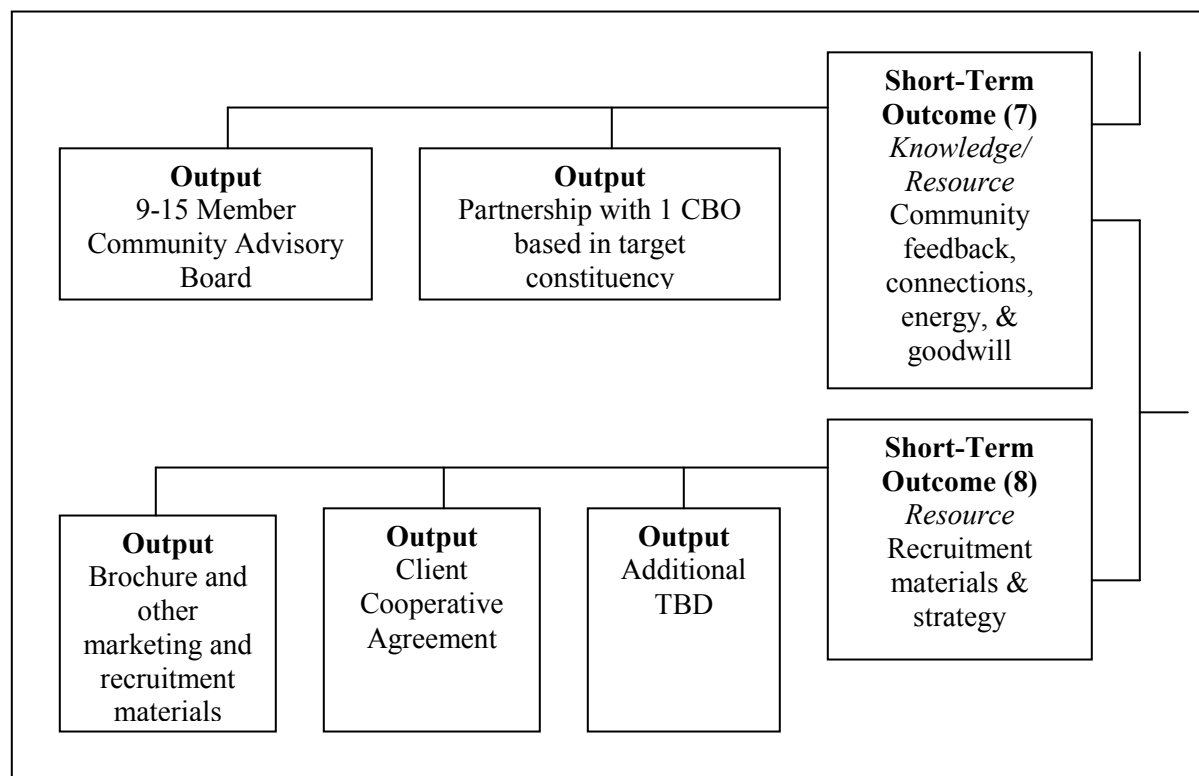 Short-Term
Outcome (7)
Knowledge/
Resource
Community
feedback,
connections,
energy, &
goodwill
Output
9-15 Member
Community Advisory
Board
Output
Partnership with 1 CBO
based in target
constituency
Short-Term
Outcome (8)
Resource
Recruitment
materials &
strategy
Output
Brochure and
other
marketing and
recruitment
materials
Output
Client
Cooperative
Agreement
Output
Additional
TBD